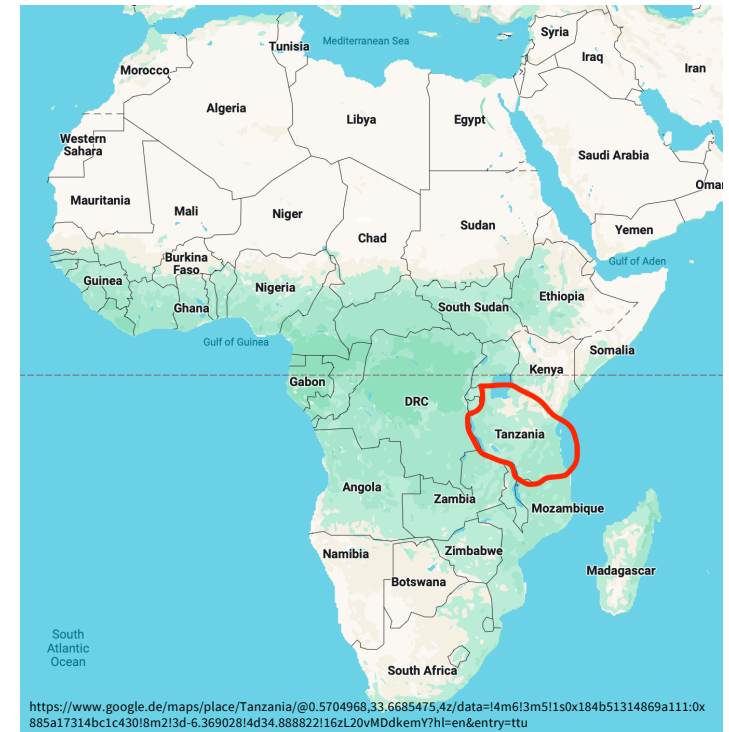 Syria
Tunisia
Mediterranean Sea
Iraq
Morocco
Iran
Algeria
Libya
Egypt
Western
Sahara
Saudi Arabia
Oma
Mauritania
Mali
Niger
Chad
Sudan
Yemen
Burkina
Faso
Gulf of Aden
Guinea
Nigeria
Ethiopia
Ghana
South Sudan
Gulf of Guinea
Somalia
Kenya
Gabon
DRC
Tanzania
Angola
Zambia
Mozambique
Namibia
Zimbabwe
Botswana
Madagascar
South
Atlantic
Ocean
South Africa
https://www.google.de/maps/place/Tanzania/@0.5704968,33.6685475,4z/data=!4m6!3m5!1s0x184b51314869a111:0x
885a17314bc1c430!8m2!3d-6.369028!4d34.888822!16zL20vMDdkemY?hl=en&entry=ttu